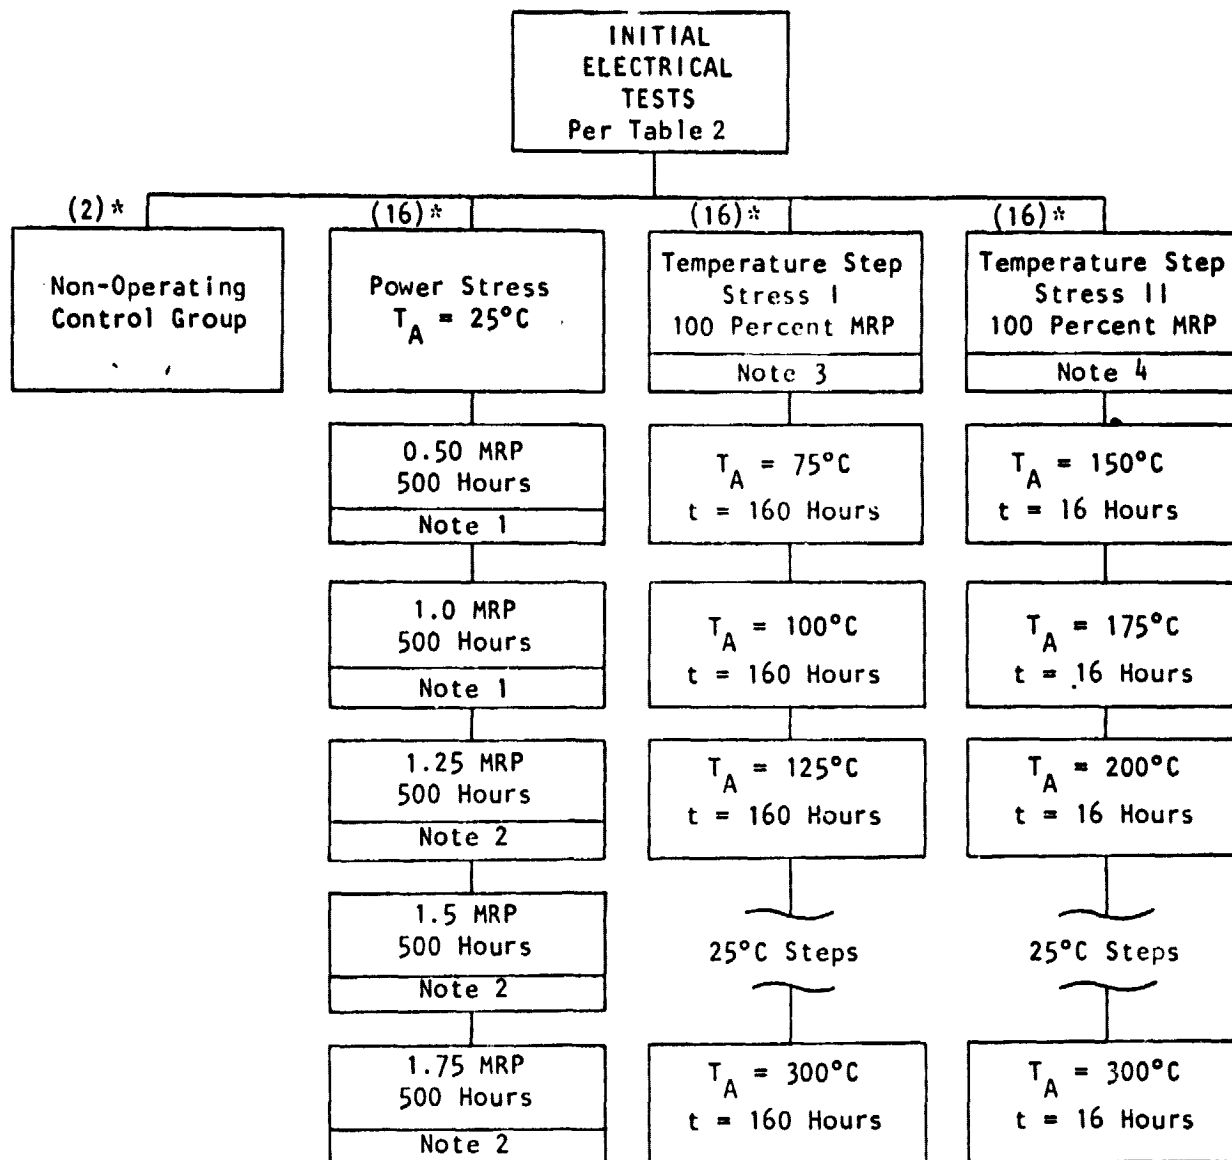 INITIAL
ELECTRICAL
TESTS
Per Table 2
(2)*
Non-Operating
Control Group
(16)*
Power Stress
T_A = 25°C
0.50 MRP
500 Hours
Note 1
1.0 MRP
500 Hours
Note 1
1.25 MRP
500 Hours
Note 2
1.5 MRP
500 Hours
Note 2
1.75 MRP
500 Hours
Note 2
(16)*
Temperature Step
Stress I
100 Percent MRP
Note 3
T_A = 75°C
t = 160 Hours
T_A = 100°C
t = 160 Hours
T_A = 125°C
t = 160 Hours
25°C Steps
T_A = 300°C
t = 160 Hours
(16)*
Temperature Step
Stress II
100 Percent MRP
Note 4
T_A = 150°C
t = 16 Hours
T_A = 175°C
t = 16 Hours
T_A = 200°C
t = 16 Hours
25°C Steps
T_A = 300°C
t = 16 Hours